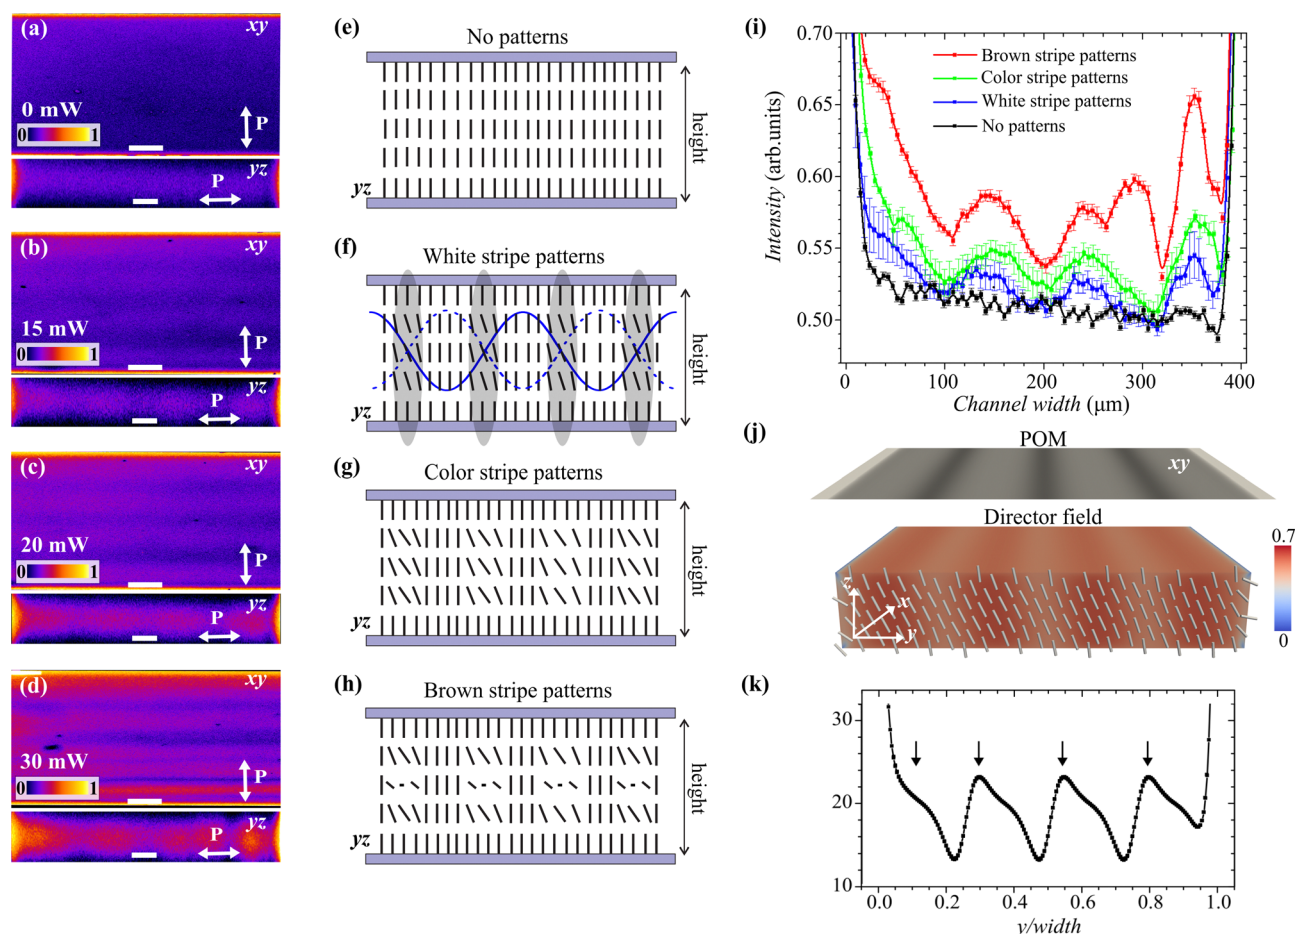 (a)
xy
0 mW
0
1
P
yz
P
(b)
xy
15 mW
0
1
P
yz
P
(c)
xy
20 mW
0
1
P
yz
P
(d)
xy
30 mW
0
1
P
yz
P
(e)
No patterns
height
yz
(f)
White stripe patterns
height
yz
(g)
Color stripe patterns
height
yz
(h)
Brown stripe patterns
height
yz
(i)
0.70
0.65
0.60
0.55
0.50
Intensity (arb.units)
Brown stripe patterns
Color stripe patterns
White stripe patterns
No patterns
0 100 200 300 400
Channel width (μm)
(j)
POM
xy
Director field
z
x
y
0.7
0
(k)
30
20
10
0.0 0.2 0.4 0.6 0.8 1.0
y/width